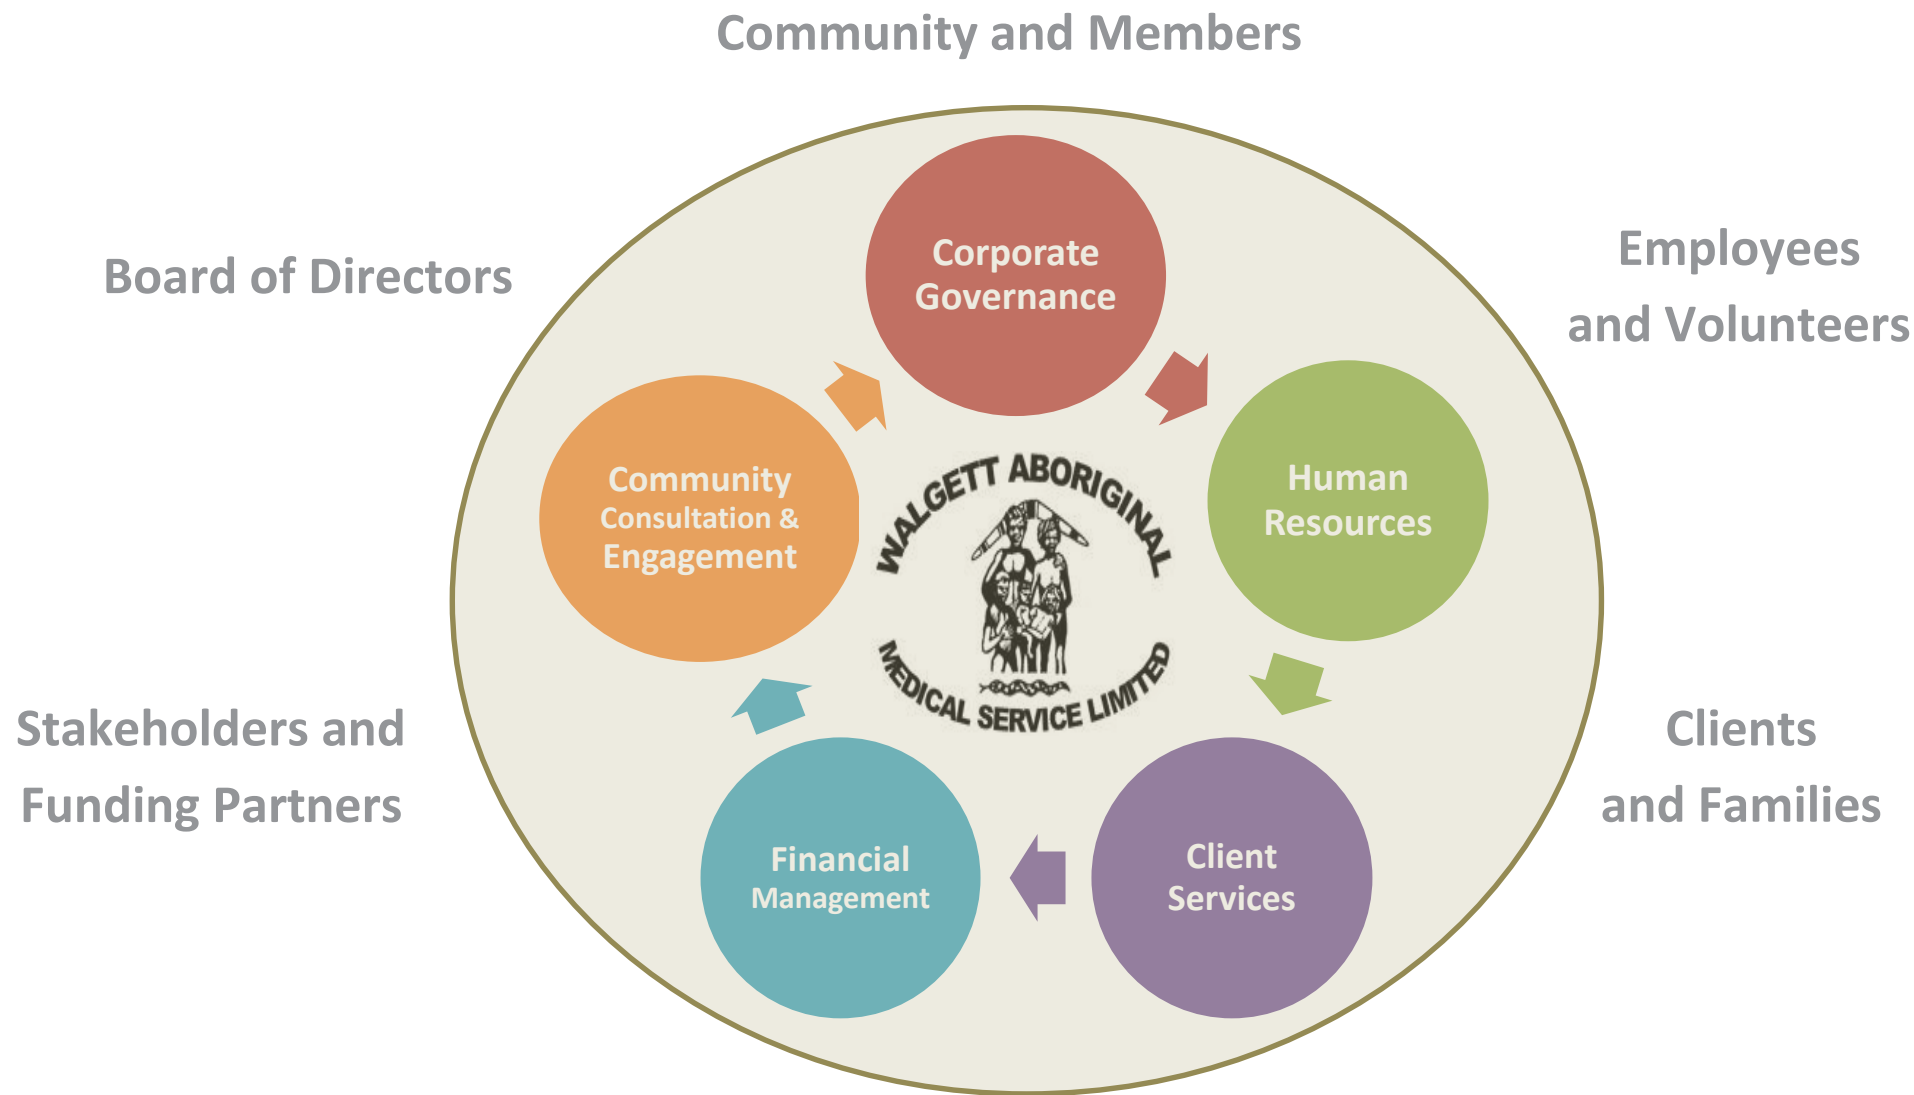 Community and Members
Board of Directors
Employees
and Volunteers
Corporate
Governance
Community
Consultation &
Engagement
Human
Resources
WALGETT ABORIGINAL
MEDICAL SERVICE LIMITED
Stakeholders and
Funding Partners
Clients
and Families
Financial
Management
Client
Services